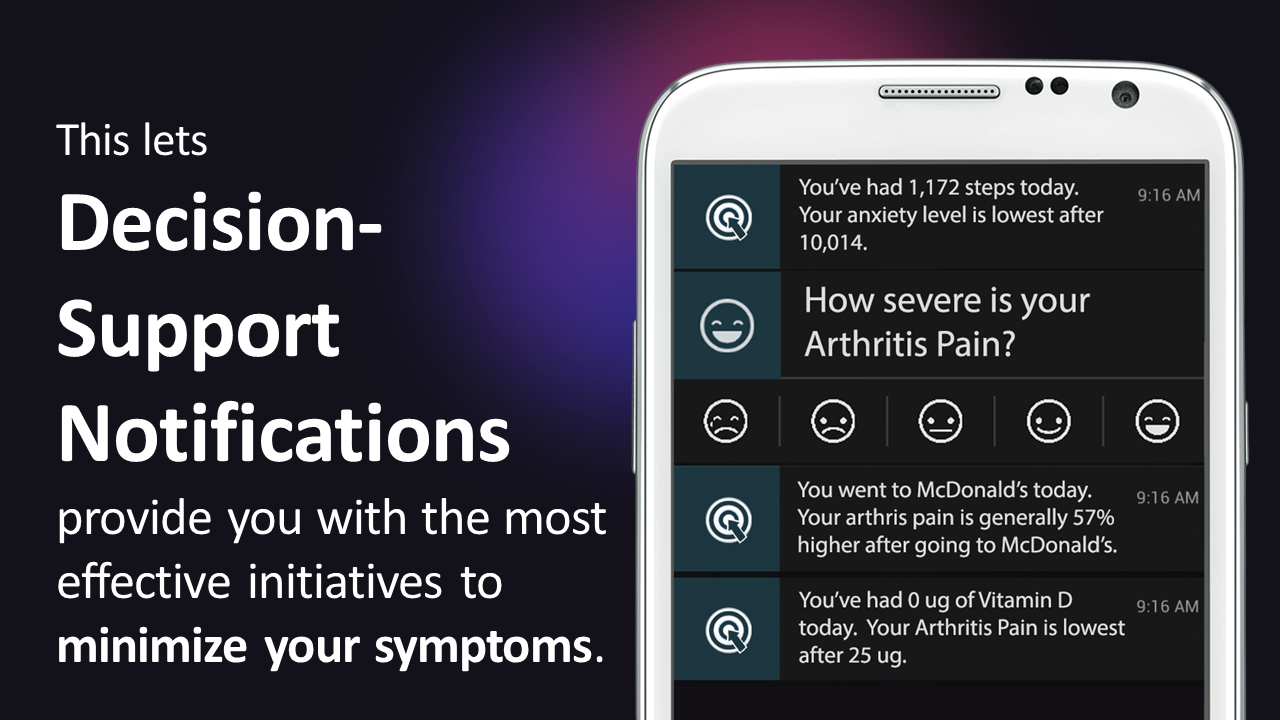 This lets
Decision-
Support
Notifications
provide you with the most
effective initiatives to
minimize your symptoms.
You've had 1,172 steps today.
Your anxiety level is lowest after
10,014.
9:16 AM
How severe is your
Arthritis Pain?
You went to McDonald's today.
Your arthris pain is generally 57%
higher after going to McDonald's.
9:16 AM
You've had 0 ug of Vitamin D
today. Your Arthritis Pain is lowest
after 25 ug.
9:16 AM